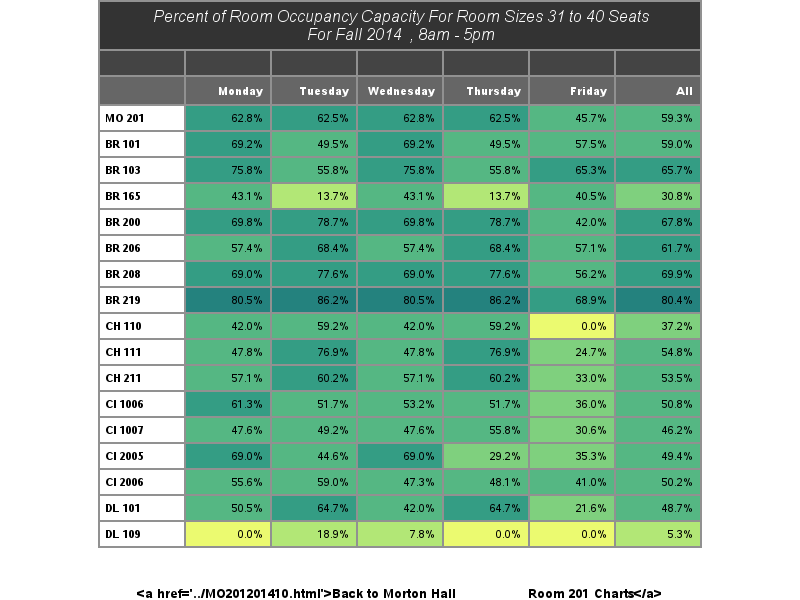 Percent of Room Occupancy Capacity For Room Sizes 31 to 40 Seats
For Fall 2014 , 8am - 5pm
Monday Tuesday Wednesday Thursday Friday All
MO 201 62.8% 62.5% 62.8% 62.5% 45.7% 59.3%
BR 101 69.2% 49.5% 69.2% 49.5% 57.5% 59.0%
BR 103 75.8% 55.8% 75.8% 55.8% 65.3% 65.7%
BR 165 43.1% 13.7% 43.1% 13.7% 40.5% 30.8%
BR 200 69.8% 78.7% 69.8% 78.7% 42.0% 67.8%
BR 206 57.4% 68.4% 57.4% 68.4% 57.1% 61.7%
BR 208 69.0% 77.6% 69.0% 77.6% 56.2% 69.9%
BR 219 80.5% 86.2% 80.5% 86.2% 68.9% 80.4%
CH 110 42.0% 59.2% 42.0% 59.2% 0.0% 37.2%
CH 111 47.8% 76.9% 47.8% 76.9% 24.7% 54.8%
CH 211 57.1% 60.2% 57.1% 60.2% 33.0% 53.5%
CI 1006 61.3% 51.7% 53.2% 51.7% 36.0% 50.8%
CI 1007 47.6% 49.2% 47.6% 55.8% 30.6% 46.2%
CI 2005 69.0% 44.6% 69.0% 29.2% 35.3% 49.4%
CI 2006 55.6% 59.0% 47.3% 48.1% 41.0% 50.2%
DL 101 50.5% 64.7% 42.0% 64.7% 21.6% 48.7%
DL 109 0.0% 18.9% 7.8% 0.0% 0.0% 5.3%
<a href='../MO201201410.html'>Back to Morton Hall Room 201 Charts</a>